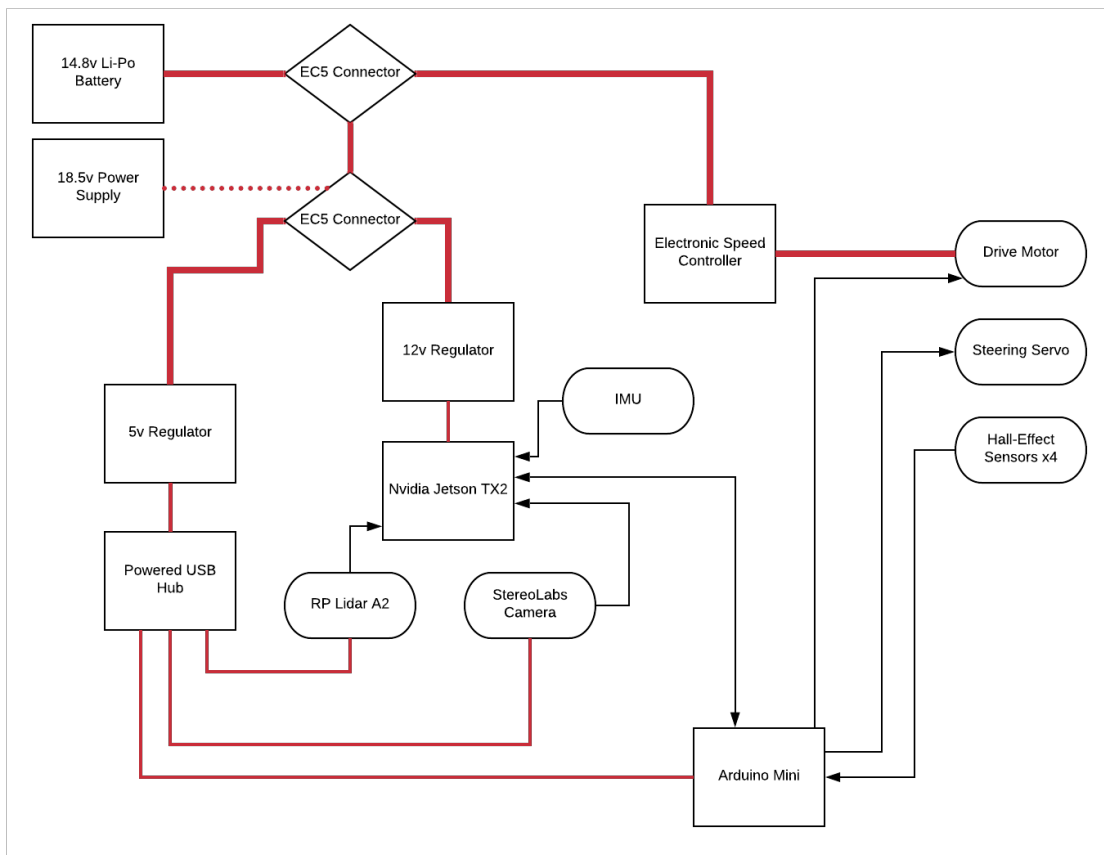 14.8v Li-Po
Battery
EC5 Connector
18.5v Power
Supply
EC5 Connector
Electronic Speed
Controller
Drive Motor
12v Regulator
Steering Servo
IMU
5v Regulator
Hall-Effect
Sensors x4
Nvidia Jetson TX2
Powered USB
Hub
RP Lidar A2
StereoLabs
Camera
Arduino Mini